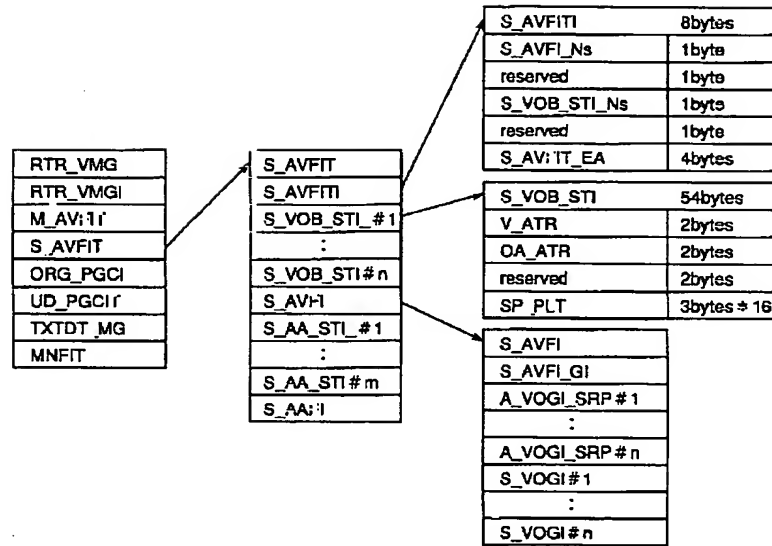 RTR_VMG
RTR_VMGI
S_AVFIT
ORG_PGCI
TXTDT_MG
MNFIT
S_AVFIT
S_AVFITI
S_VOB_STI_#1
:
S_VOB_STI#n
S_AA_STI_#1
:
S_AA_STI#m
S_AVFITI 8bytes
S_AVFI_Ns 1byte
reserved 1byte
S_VOB_STI_Ns 1byte
reserved 1byte
4bytes
S_VOB_STI 54bytes
V_ATR 2bytes
OA_ATR 2bytes
reserved 2bytes
SP_PLT 3bytes*16
S_AVFI
S_AVFI_GI
A_VOGI_SRP#1
:
A_VOGI_SRP#n
S_VOGI#1
:
S_VOGI#n